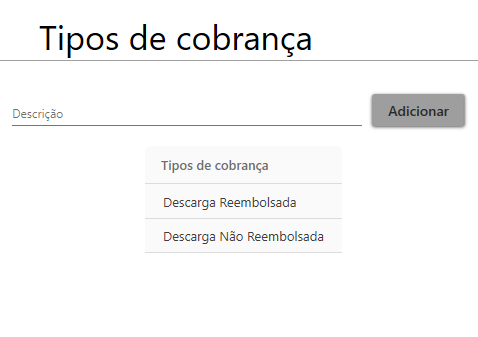 Tipos de cobrança
Descrição
Adicionar
Tipos de cobrança
Descarga Reembolsada
Descarga Não Reembolsada